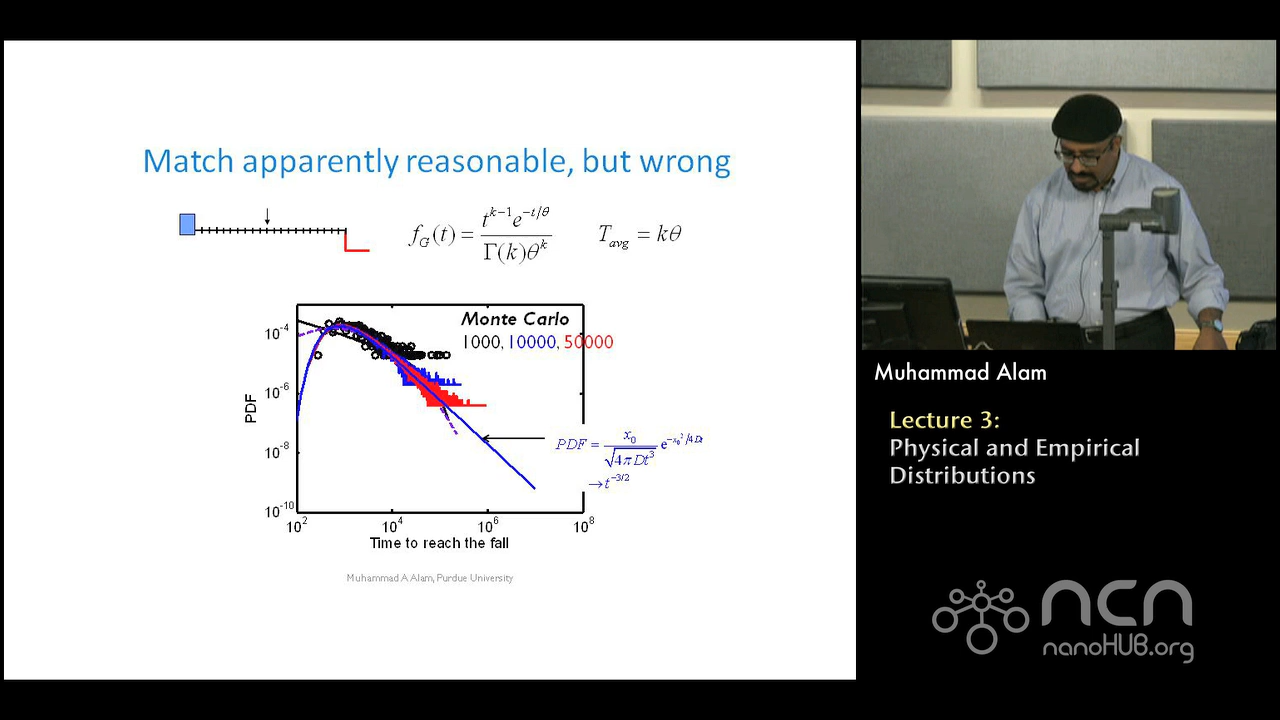 Match apparently reasonable, but wrong
f_G(t) = t^{k-1}e^{-t/θ} / Γ(k)θ^k    T_avg = kθ
Monte Carlo
1000, 10000, 50000
10^-4
10^-6
10^-8
10^-10
PDF
PDF = x_0 / √(4πDt^3) e^{-x_0^2/4Dt}
→ t^{-3/2}
10^2 10^4 10^6 10^8
Time to reach the fall
Muhammad A Alam, Purdue University
Muhammad Alam
Lecture 3:
Physical and Empirical
Distributions
ncn
nanoHUB.org